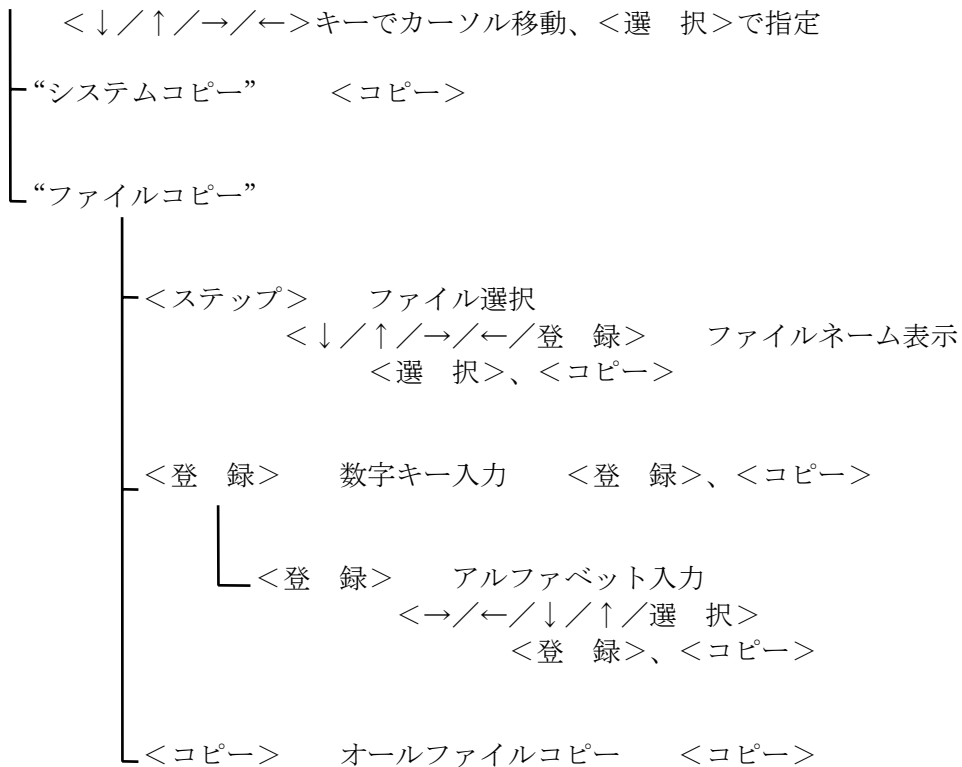 ＜↓／↑／→／←＞キーでカーソル移動、＜選　択＞で指定
“システムコピー”　　＜コピー＞
“ファイルコピー”
＜ステップ＞　　ファイル選択
＜↓／↑／→／←／登　録＞　　ファイルネーム表示
＜選　択＞、＜コピー＞
＜登　録＞　　数字キー入力　　＜登　録＞、＜コピー＞
＜登　録＞　　アルファベット入力
＜→／←／↓／↑／選　択＞
＜登　録＞、＜コピー＞
＜コピー＞　　オールファイルコピー　　＜コピー＞